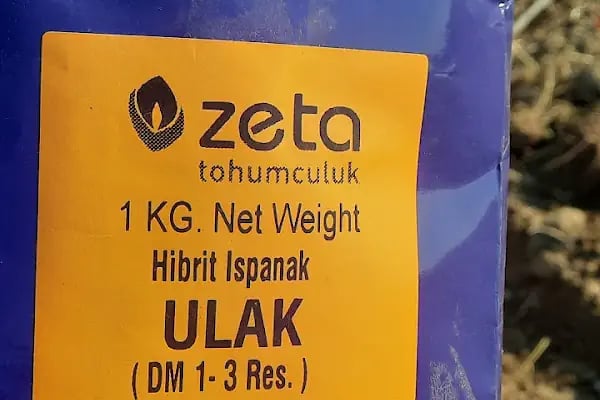 zeta
tohumculuk
1 KG. Net Weight
Hibrit Ispanak
ULAK
( DM 1- 3 Res. )